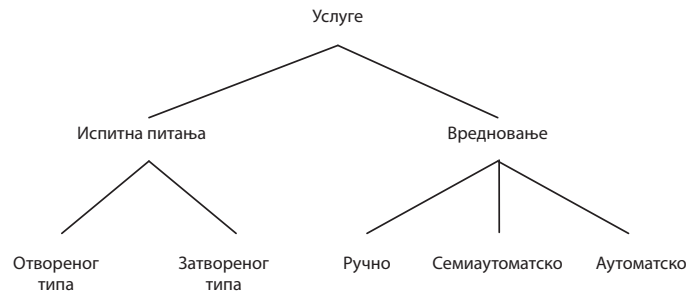 Услуге
Испитна питања
Вредновање
Отвореног
типа
Затвореног
типа
Ручно
Семиаутоматско
Аутоматско